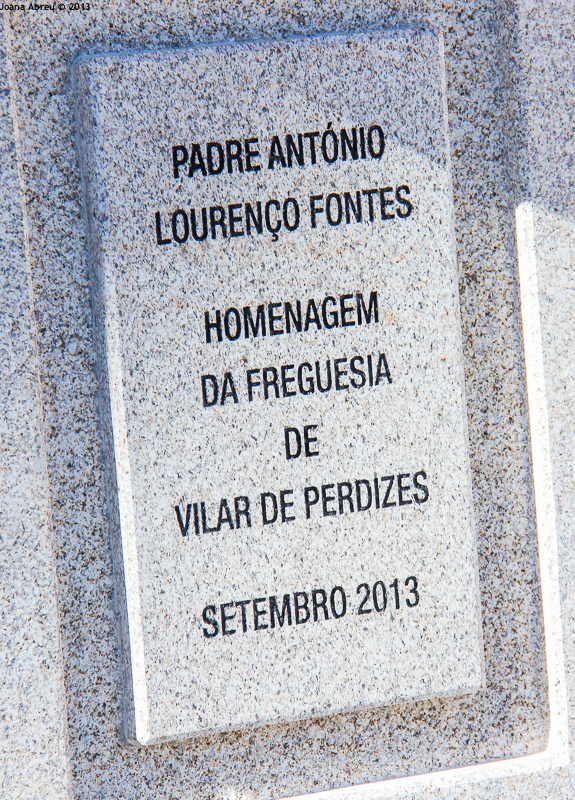 Joana Abreu © 2013
PADRE ANTÓNIO
LOURENÇO FONTES
HOMENAGEM
DA FREGUESIA
DE
VILAR DE PERDIZES
SETEMBRO 2013